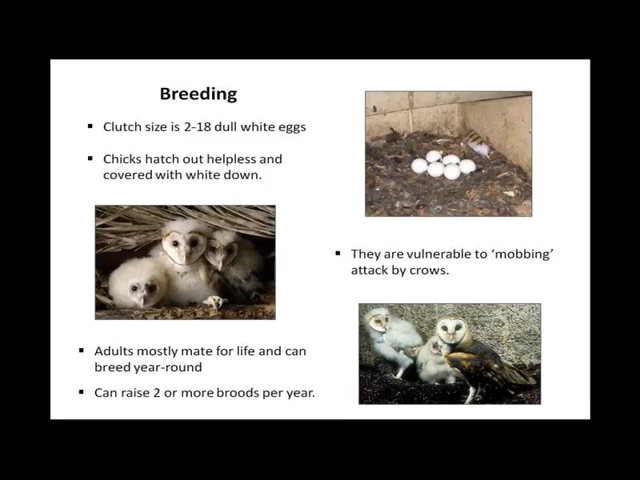 Breeding
▪ Clutch size is 2-18 dull white eggs
▪ Chicks hatch out helpless and
covered with white down.
▪ They are vulnerable to ‘mobbing’
attack by crows.
▪ Adults mostly mate for life and can
breed year-round
▪ Can raise 2 or more broods per year.